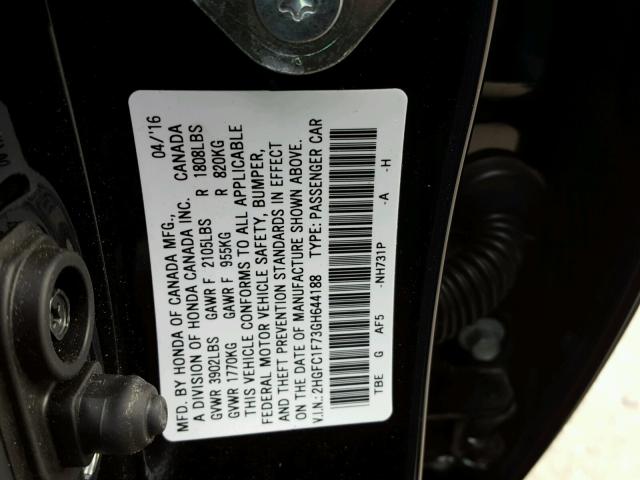 MFD. BY HONDA OF CANADA MFG., 04/'16
A DIVISION OF HONDA CANADA INC. CANADA
GVWR 3902LBS GAWR F 2105LBS R 1808LBS
GVWR 1770KG GAWR F 955KG R 820KG
THIS VEHICLE CONFORMS TO ALL APPLICABLE
FEDERAL MOTOR VEHICLE SAFETY, BUMPER,
AND THEFT PREVENTION STANDARDS IN EFFECT
ON THE DATE OF MANUFACTURE SHOWN ABOVE.
V.I.N.: 2HGFC1F73GH644188 TYPE: PASSENGER CAR
TBE G AF5 -NH731P -A -H